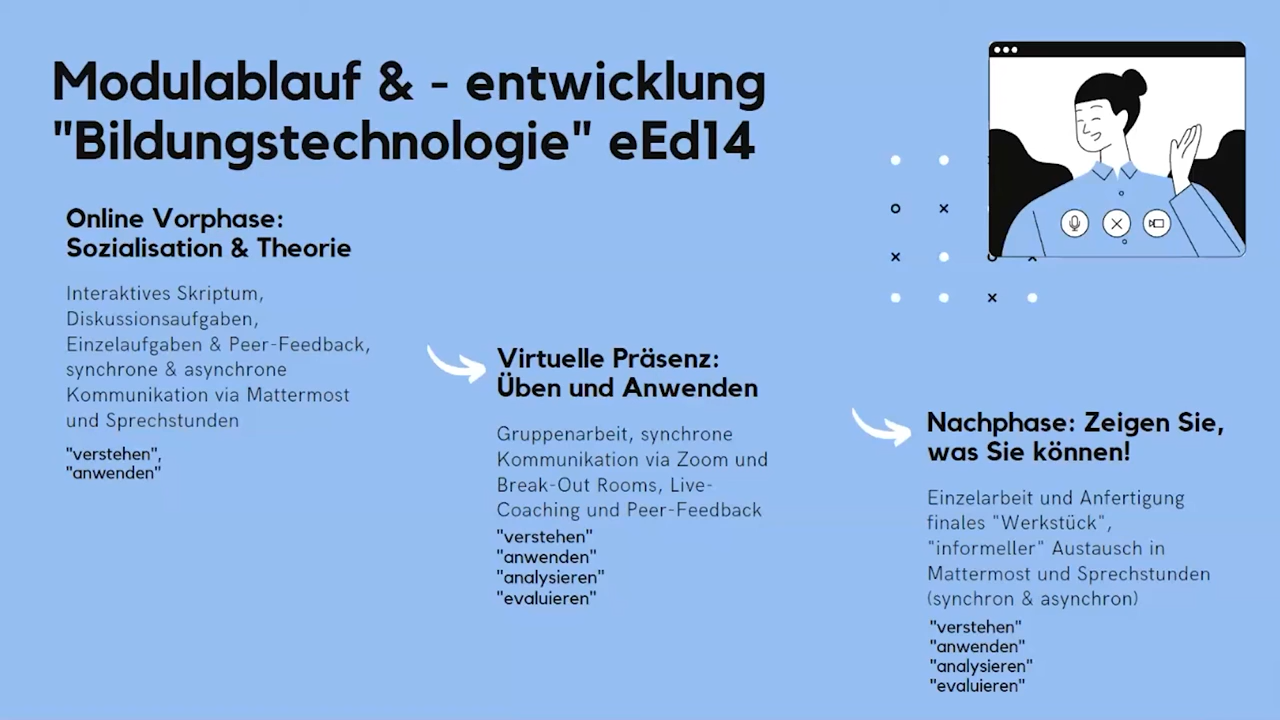 Modulablauf & - entwicklung
"Bildungstechnologie" eEd14
Online Vorphase:
Sozialisation & Theorie
Interaktives Skriptum,
Diskussionsaufgaben,
Einzelaufgaben & Peer-Feedback,
synchrone & asynchrone
Kommunikation via Mattermost
und Sprechstunden
"verstehen",
"anwenden"
Virtuelle Präsenz:
Üben und Anwenden
Gruppenarbeit, synchrone
Kommunikation via Zoom und
Break-Out Rooms, Live-
Coaching und Peer-Feedback
"verstehen"
"anwenden"
"analysieren"
"evaluieren"
Nachphase: Zeigen Sie,
was Sie können!
Einzelarbeit und Anfertigung
finales "Werkstück",
"informeller" Austausch in
Mattermost und Sprechstunden
(synchron & asynchron)
"verstehen"
"anwenden"
"analysieren"
"evaluieren"